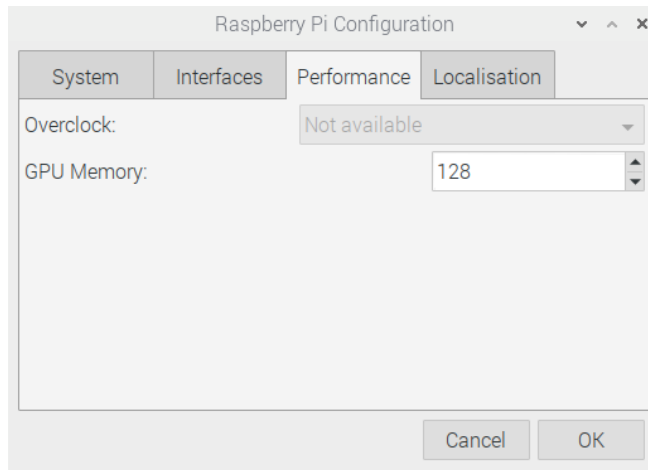 Raspberry Pi Configuration
System Interfaces Performance Localisation
Overclock: Not available
GPU Memory: 128
Cancel OK